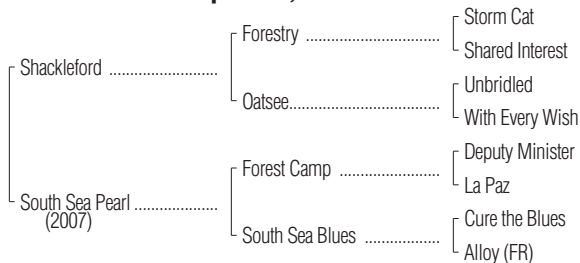 Storm Cat
Forestry ..............................
Shared Interest
Shackleford ........................
Unbridled
Oatsee..................................
With Every Wish
Deputy Minister
Forest Camp ........................
La Paz
South Sea Pearl ..................
(2007)
Cure the Blues
South Sea Blues .................
Alloy (FR)